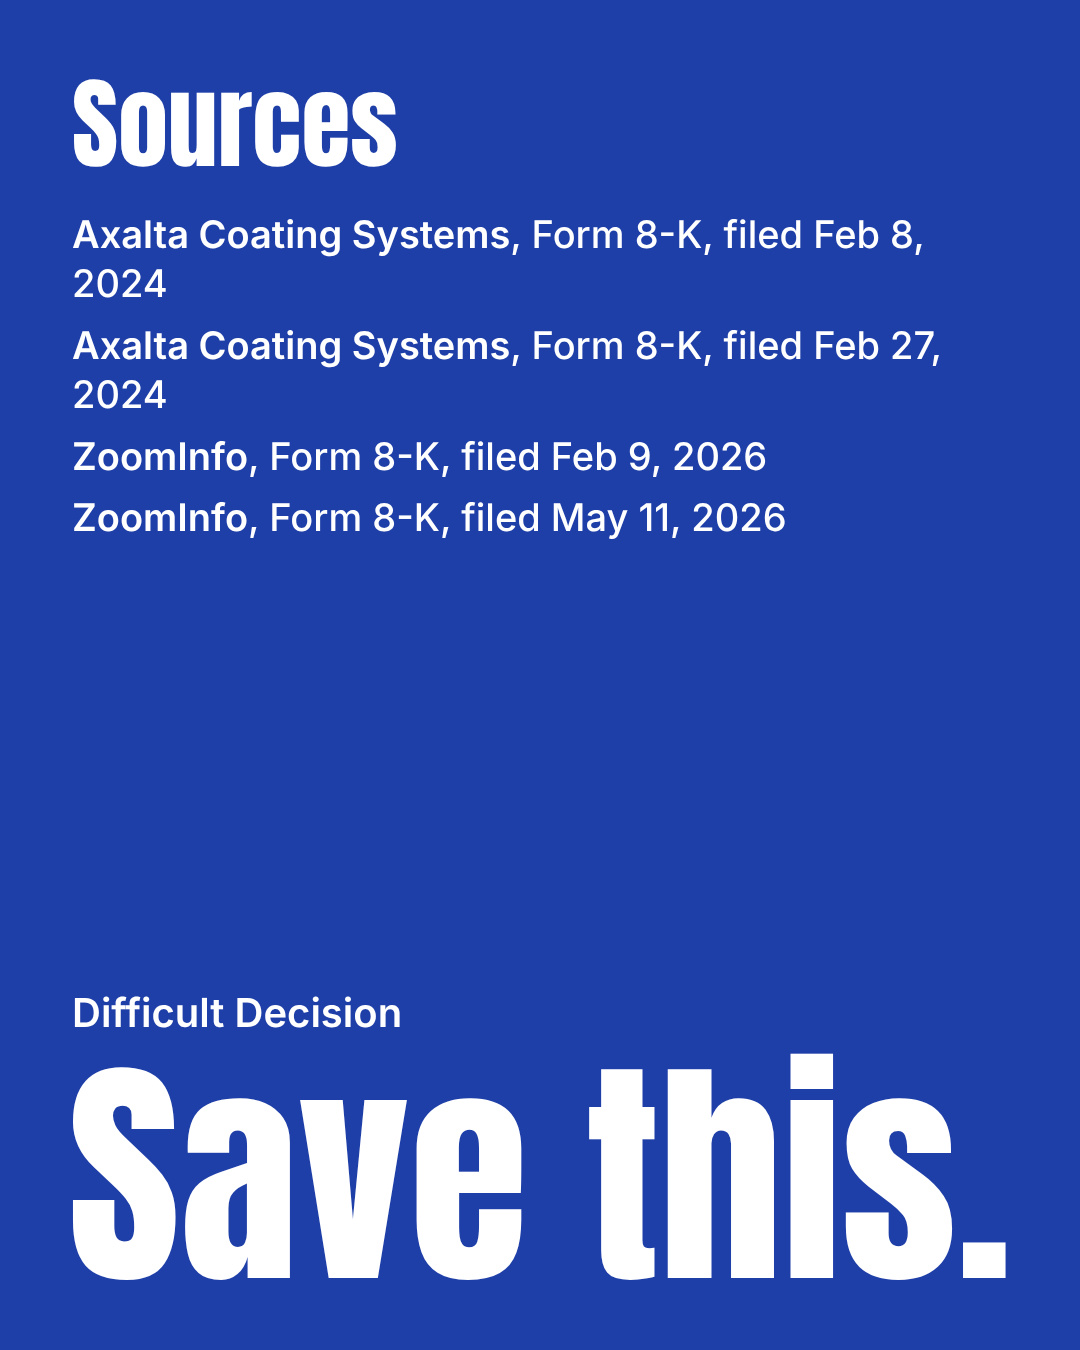 Sources
Axalta Coating Systems, Form 8-K, filed Feb 8,
2024
Axalta Coating Systems, Form 8-K, filed Feb 27,
2024
ZoomInfo, Form 8-K, filed Feb 9, 2026
ZoomInfo, Form 8-K, filed May 11, 2026
Difficult Decision
Save this.